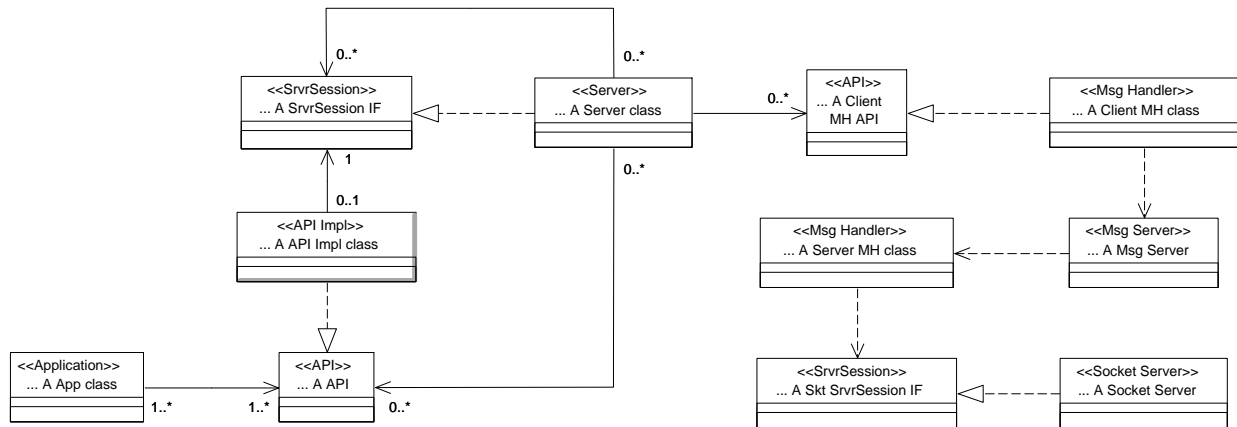 0..*
0..*
<<SrvrSession>>
... A SrvrSession IF
<<Server>>
... A Server class
0..*
<<API>>
... A Client
MH API
<<Msg Handler>>
... A Client MH class
1
0..*
0..1
<<API Impl>>
... A API Impl class
<<Msg Handler>>
... A Server MH class
<<Msg Server>>
... A Msg Server
<<Application>>
... A App class
1..*
1..*
<<API>>
... A API
0..*
<<SrvrSession>>
... A Skt SrvrSession IF
<<Socket Server>>
... A Socket Server